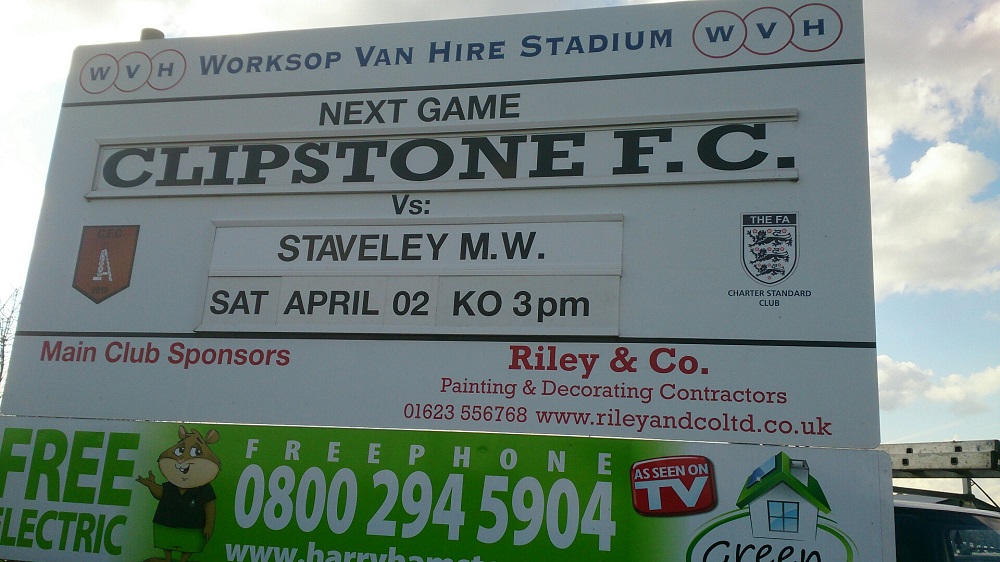 WVH WORKSOP VAN HIRE STADIUM WVH
NEXT GAME
CLIPSTONE F.C.
Vs:
STAVELEY M.W.
SAT APRIL 02 KO 3pm
CFC
THE FA
CHARTER STANDARD
CLUB
Main Club Sponsors
Riley & Co.
Painting & Decorating Contractors
01623 556768 www.rileyandcoltd.co.uk
FREE
ELECTRIC
FREEPHONE
0800 294 5904
AS SEEN ON
TV
Green